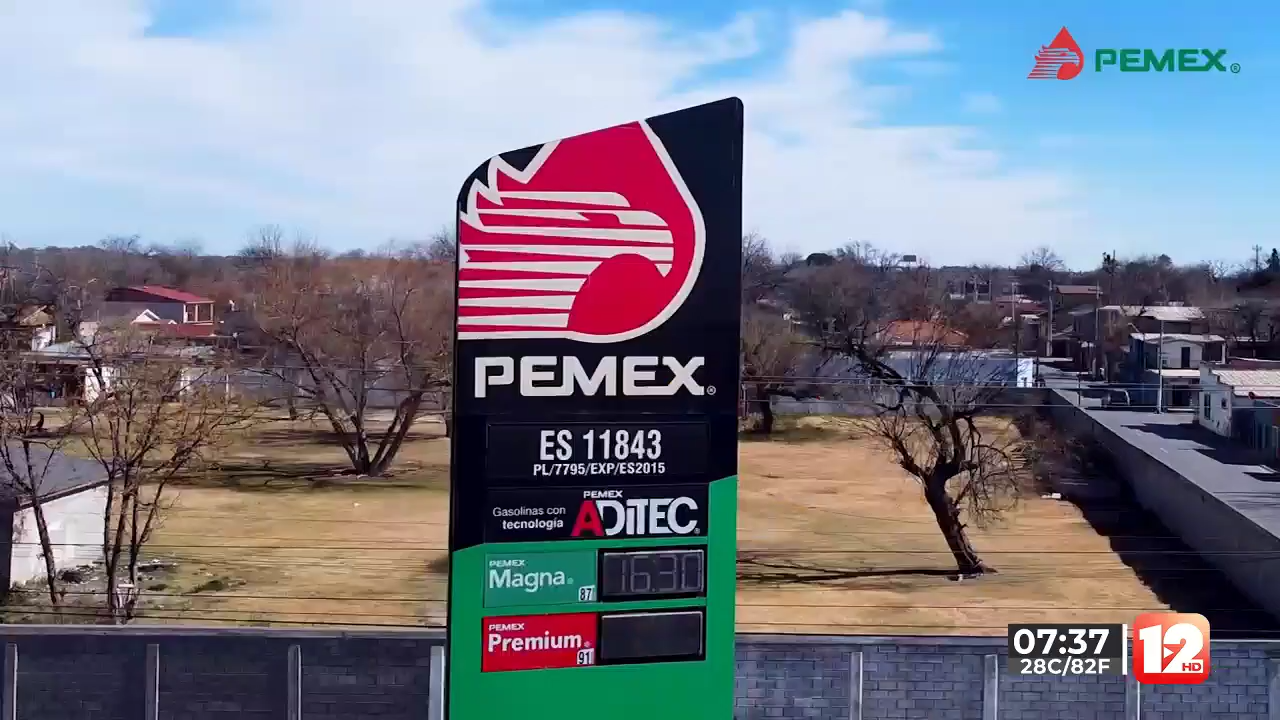 PEMEX®
PEMEX®
ES 11843
PL/7795/EXP/ES2015
Gasolinas con
tecnología
PEMEX
ADITEC®
PEMEX
Magna®
87
16.30
PEMEX
Premium®
91
07:37
28C/82F
12
HD